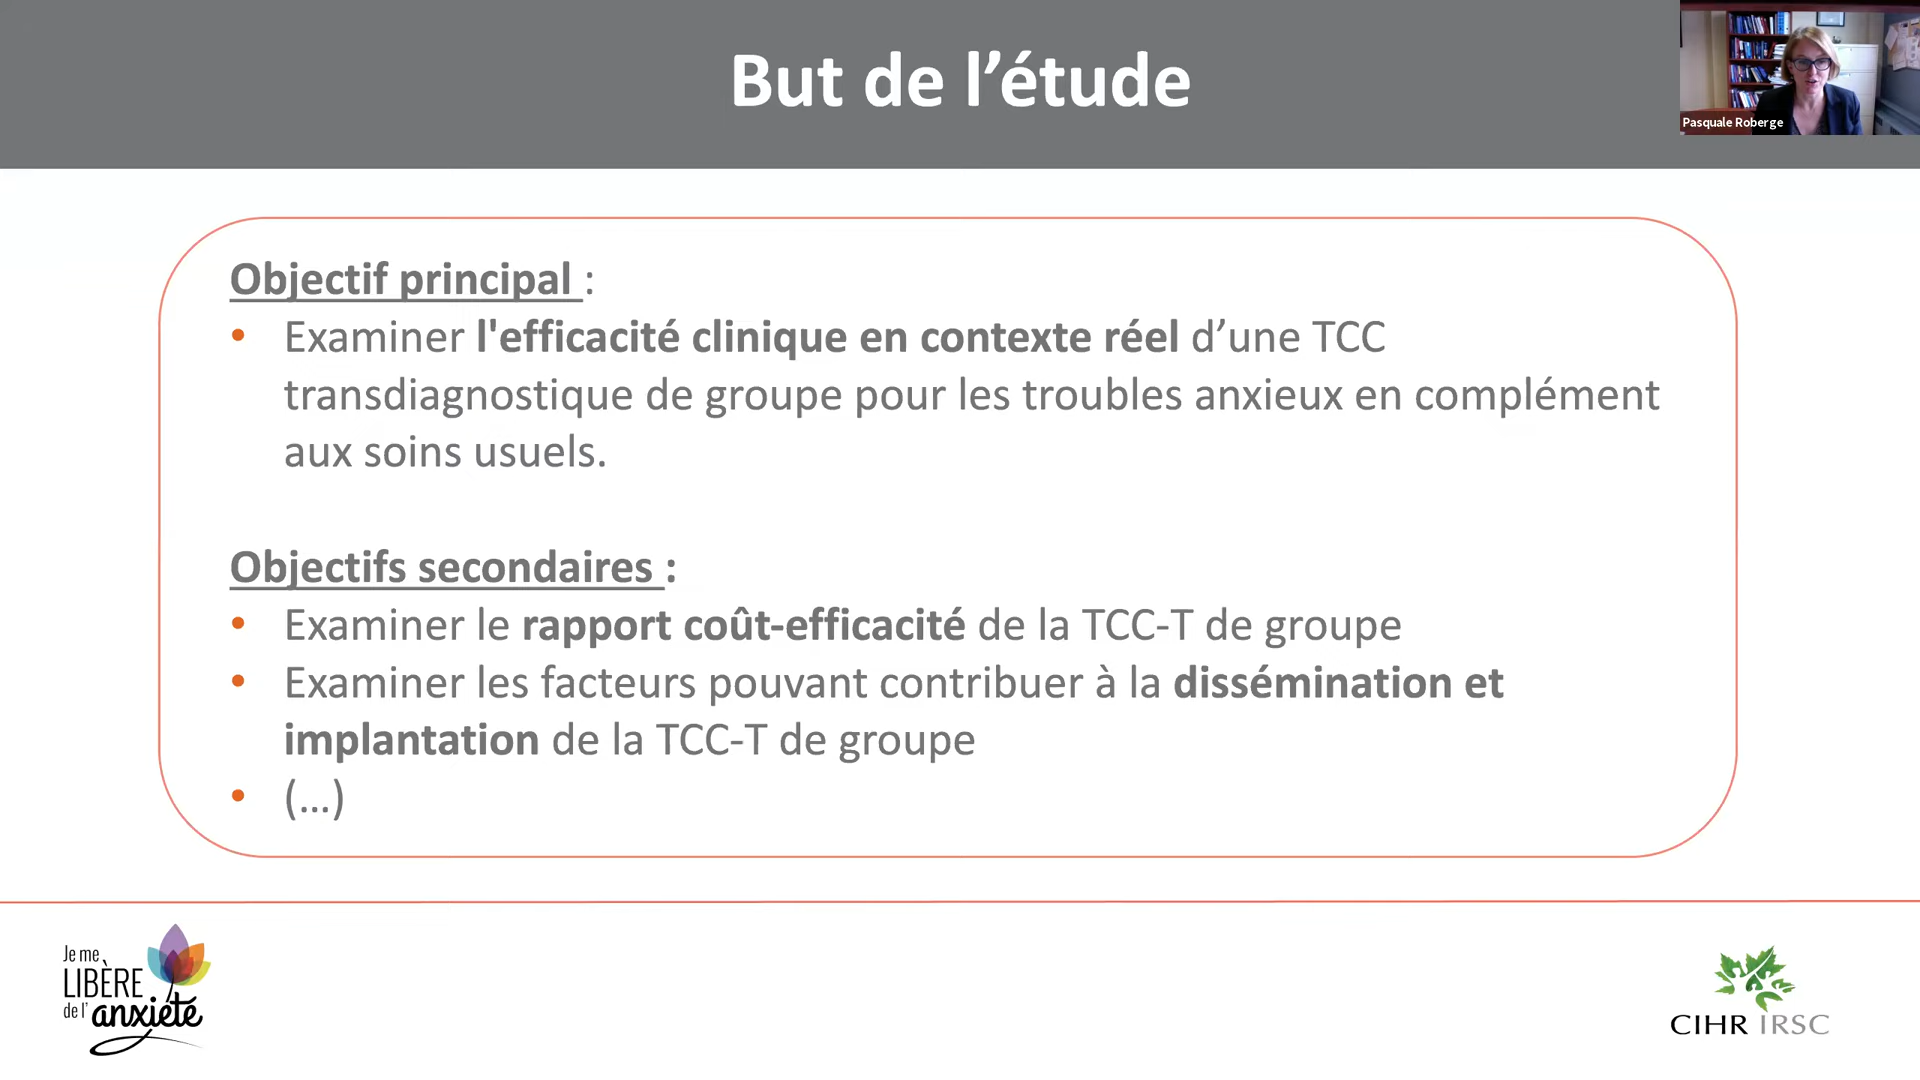 But de l’étude
Pasquale Roberge
Objectif principal :
• Examiner l'efficacité clinique en contexte réel d’une TCC
transdiagnostique de groupe pour les troubles anxieux en complément
aux soins usuels.
Objectifs secondaires :
• Examiner le rapport coût-efficacité de la TCC-T de groupe
• Examiner les facteurs pouvant contribuer à la dissémination et
implantation de la TCC-T de groupe
• (…)
Je me
LIBÈRE
de l’anxiété
CIHR IRSC